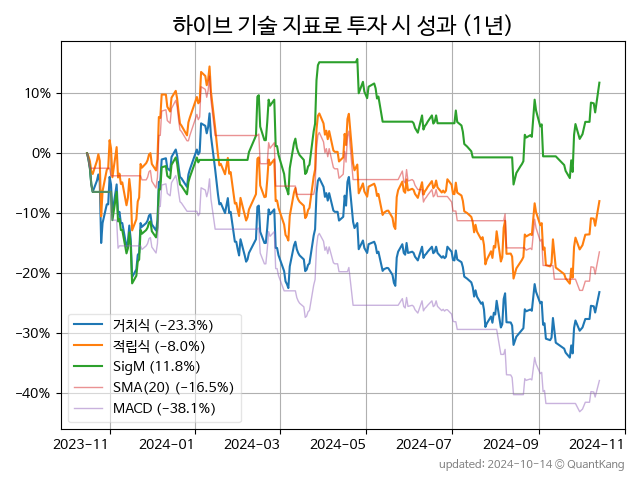 하이브 기술 지표로 투자 시 성과 (1년)
10%
0%
−10%
−20%
−30%
−40%
거치식 (−23.3%)
적립식 (−8.0%)
SigM (11.8%)
SMA(20) (−16.5%)
MACD (−38.1%)
2023-11 2024-01 2024-03 2024-05 2024-07 2024-09 2024-11
updated: 2024-10-14 © QuantKang